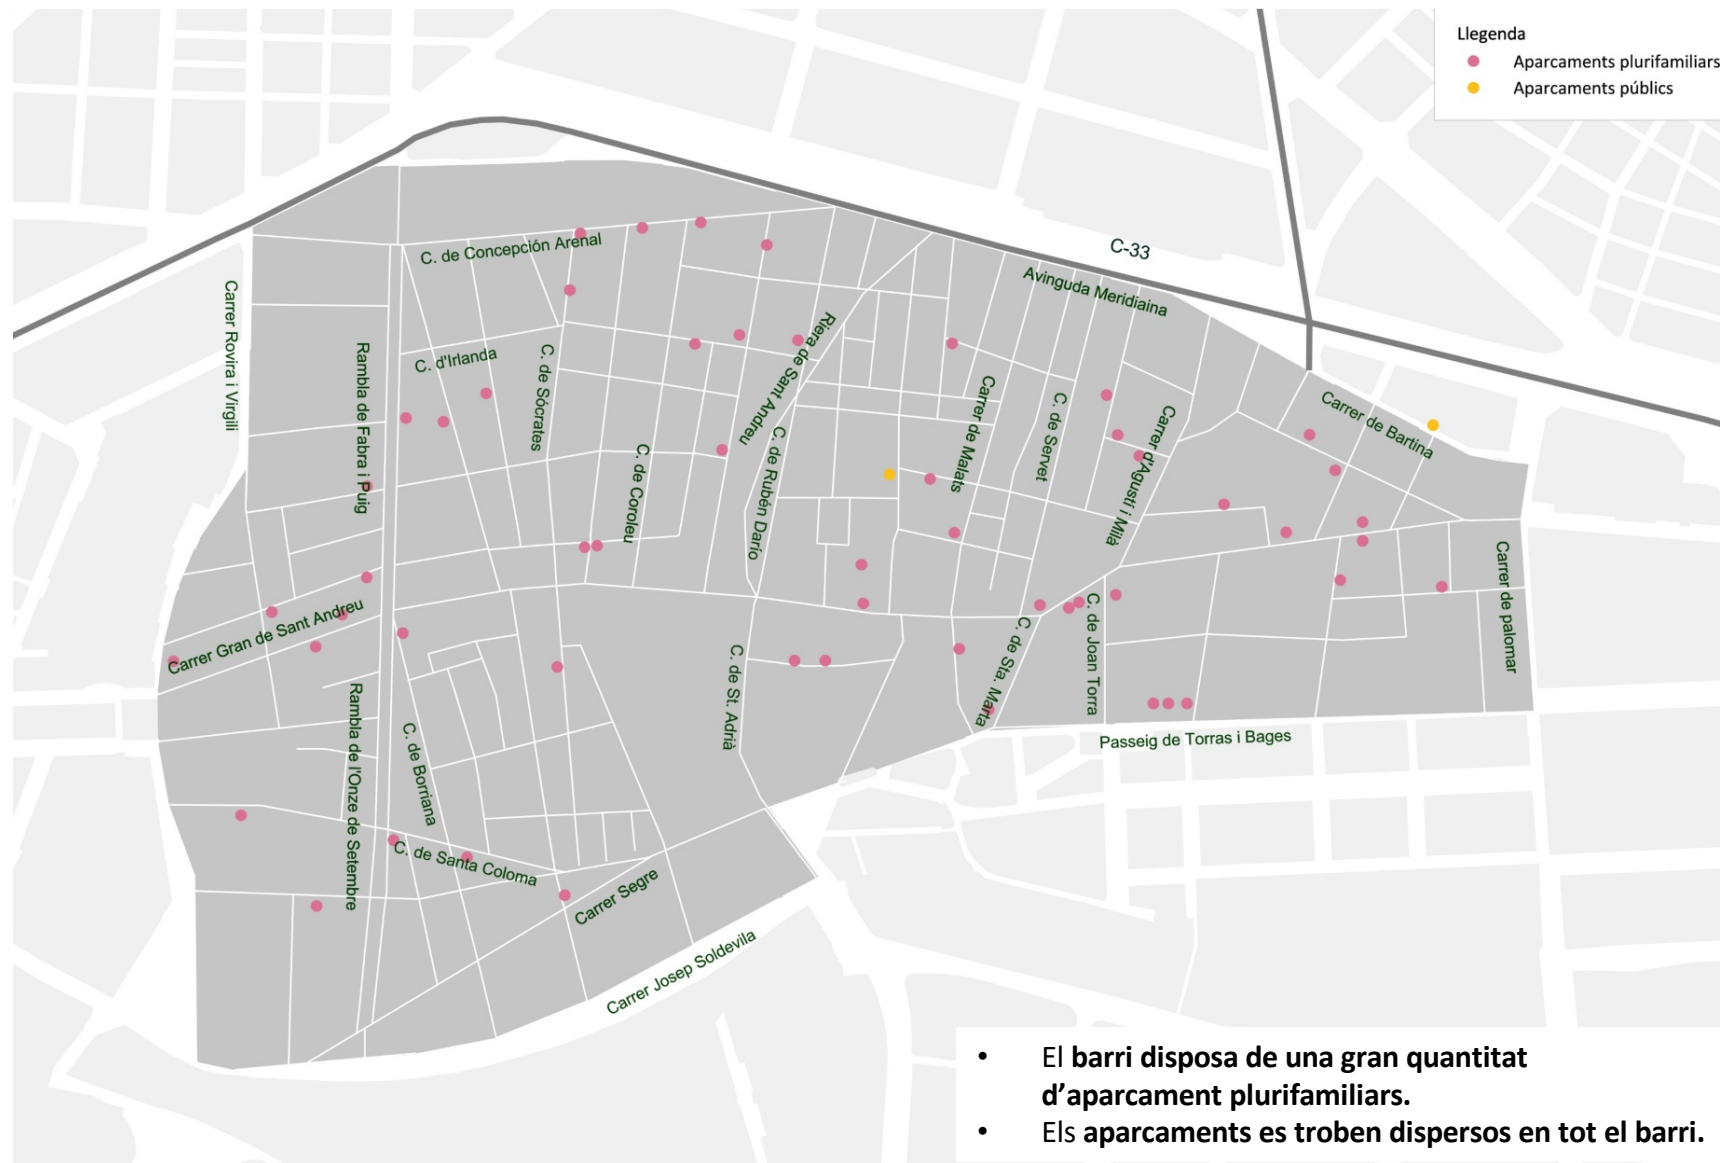 Llegenda
Aparcaments plurifamiliars
Aparcaments públics
C-33
C. de Concepción Arenal
Avinguda Meridiaina
Carrer Rovira i Virgili
Rambla de Fabra i Puig
C. d'Irlanda
C. de Sócrates
Riera de Sant Andreu
C. de Coroleu
C. de Rubén Darío
Carrer de Malats
C. de Servet
Carrer d'Agustí i Milà
Carrer de Bartina
Carrer de palomar
Carrer Gran de Sant Andreu
C. de St. Adrià
C. de Sta. Marta
C. de Joan Torra
Rambla de l'Onze de Setembre
C. de Borriana
Passeig de Torras i Bages
C. de Santa Coloma
Carrer Segre
Carrer Josep Soldevila
• El barri disposa de una gran quantitat
d’aparcament plurifamiliars.
• Els aparcaments es troben dispersos en tot el barri.